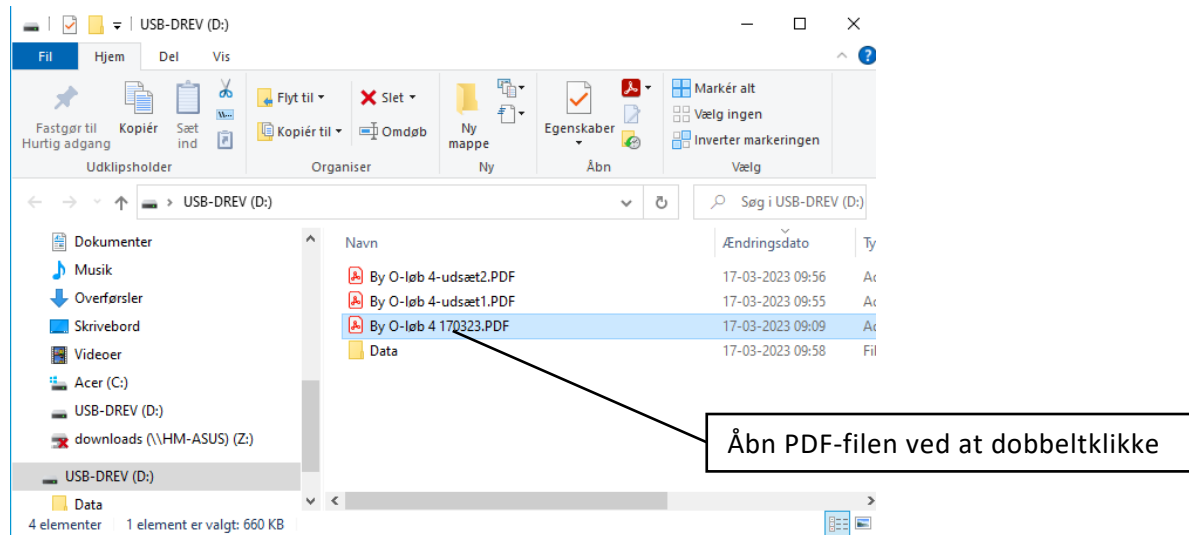 USB-DREV (D:)
Fil Hjem Del Vis
Fastgør til Hurtig adgang
Kopiér
Sæt ind
Flyt til
Kopiér til
Slet
Omdøb
Ny mappe
Egenskaber
Markér alt
Vælg ingen
Inverter markeringen
Udklipsholder Organiser Ny Åbn Vælg
USB-DREV (D:)
Søg i USB-DREV (D:)
Dokumenter
Musik
Overførsler
Skrivebord
Videoer
Acer (C:)
USB-DREV (D:)
downloads (\\HM-ASUS) (Z:)
USB-DREV (D:)
Data
Navn Ændringsdato Ty
By O-løb 4-udsæt2.PDF 17-03-2023 09:56 Ac
By O-løb 4-udsæt1.PDF 17-03-2023 09:55 Ac
By O-løb 4 170323.PDF 17-03-2023 09:09 Ac
Data 17-03-2023 09:58 Fil
Åbn PDF-filen ved at dobbeltklikke
4 elementer 1 element er valgt: 660 KB